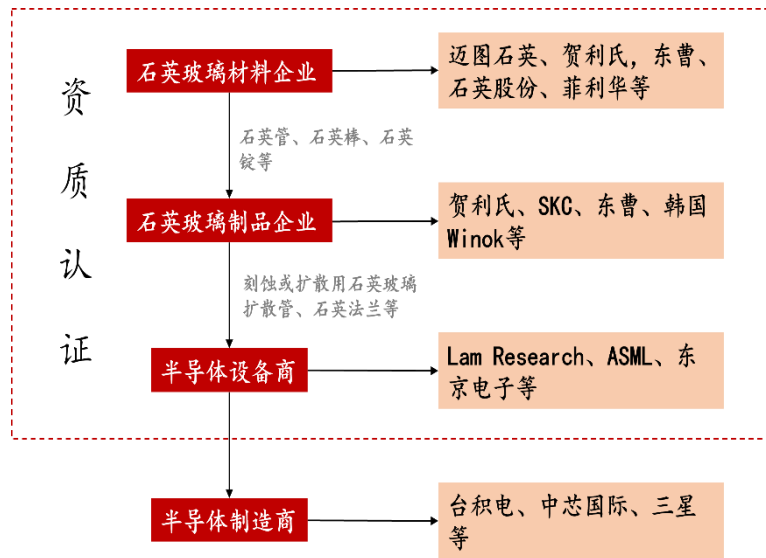 资质认证
石英玻璃材料企业
迈图石英、贺利氏，东曹、
石英股份、菲利华等
石英管、石英棒、石英
锭等
石英玻璃制品企业
贺利氏、SKC、东曹、韩国
Winok等
刻蚀或扩散用石英玻璃
扩散管、石英法兰等
半导体设备商
Lam Research、ASML、东
京电子等
半导体制造商
台积电、中芯国际、三星
等